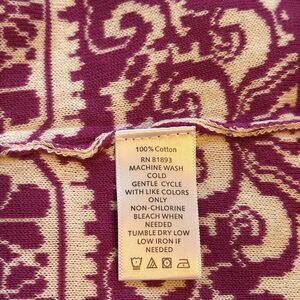 100% Cotton
RN 81893
MACHINE WASH
COLD
GENTLE CYCLE
WITH LIKE COLORS
ONLY
NON-CHLORINE
BLEACH WHEN
NEEDED
TUMBLE DRY LOW
LOW IRON IF
NEEDED